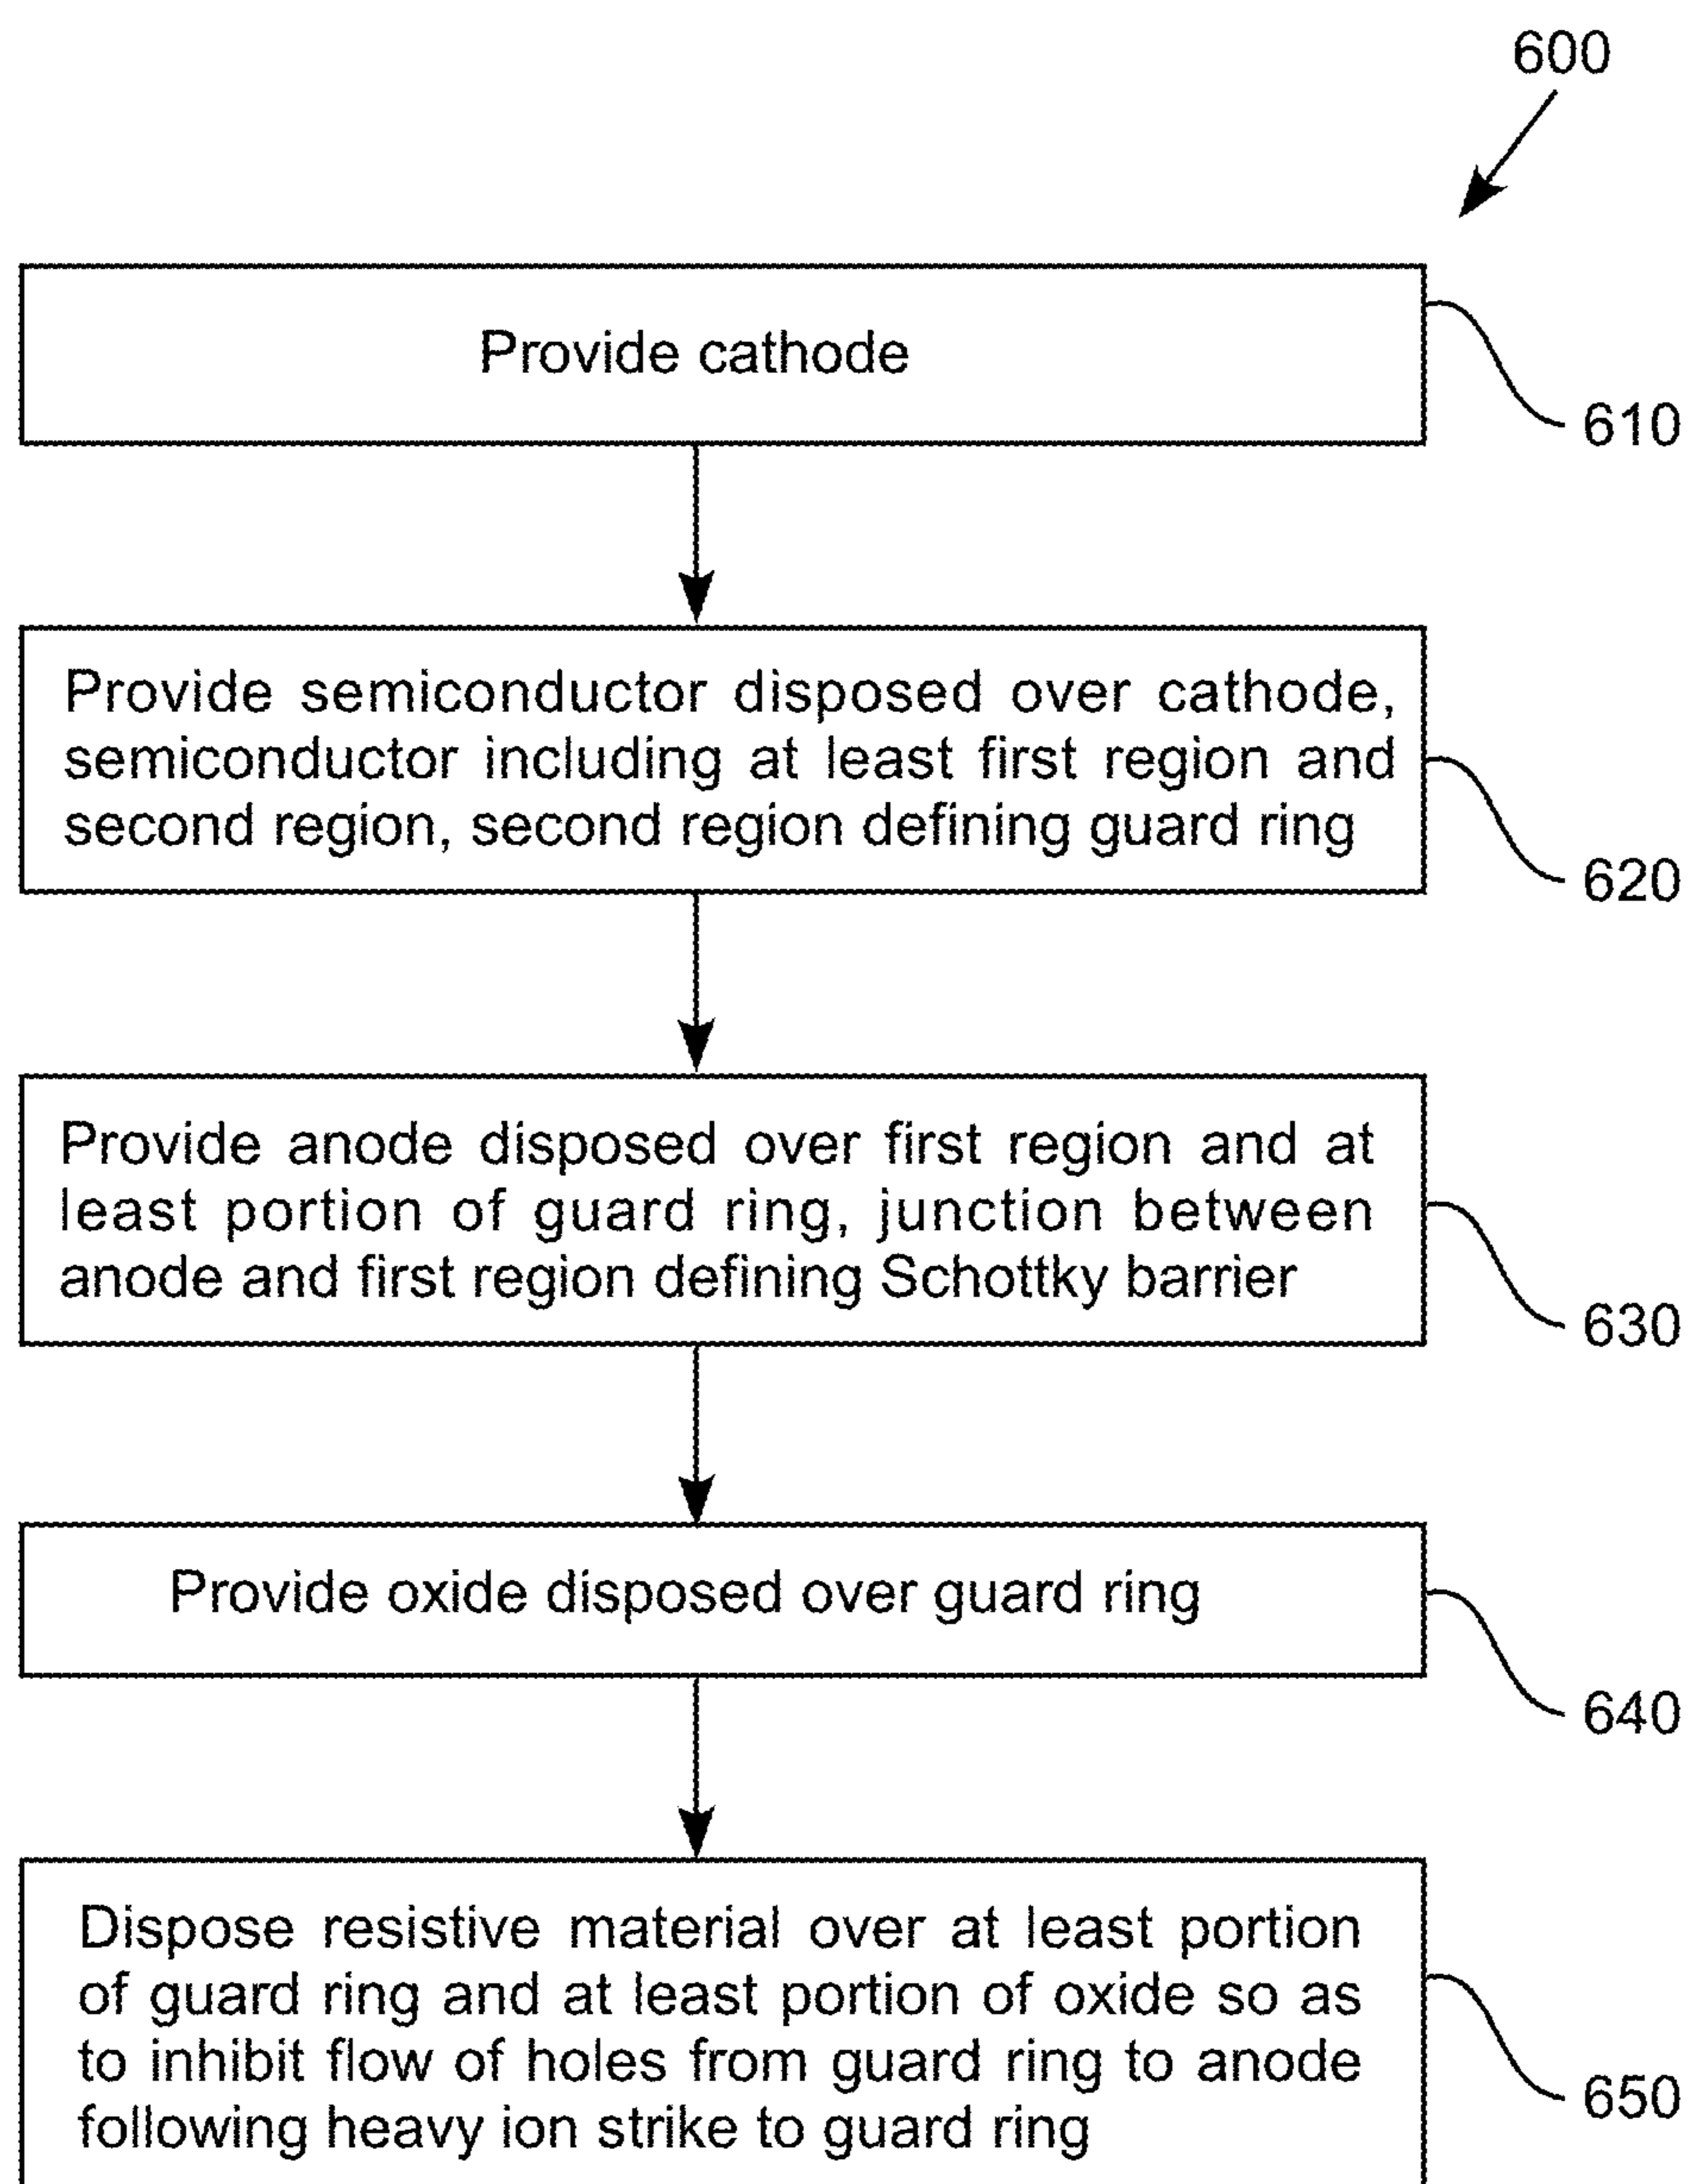 600
Provide cathode
610
Provide semiconductor disposed over cathode,
semiconductor including at least first region and
second region, second region defining guard ring
620
Provide anode disposed over first region and at
least portion of guard ring, junction between
anode and first region defining Schottky barrier
630
Provide oxide disposed over guard ring
640
Dispose resistive material over at least portion
of guard ring and at least portion of oxide so as
to inhibit flow of holes from guard ring to anode
following heavy ion strike to guard ring
650